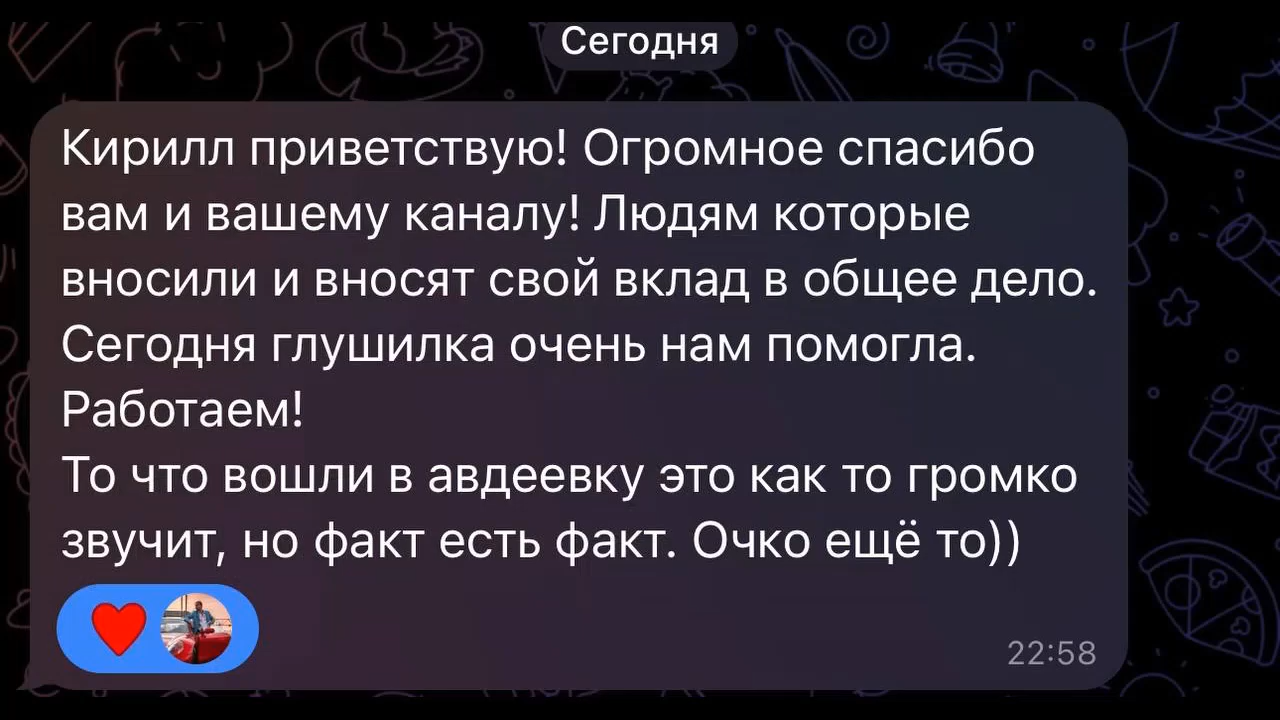 Сегодня
Кирилл приветствую! Огромное спасибо
вам и вашему каналу! Людям которые
вносили и вносят свой вклад в общее дело.
Сегодня глушилка очень нам помогла.
Работаем!
То что вошли в авдеевку это как то громко
звучит, но факт есть факт. Очко ещё то))
22:58